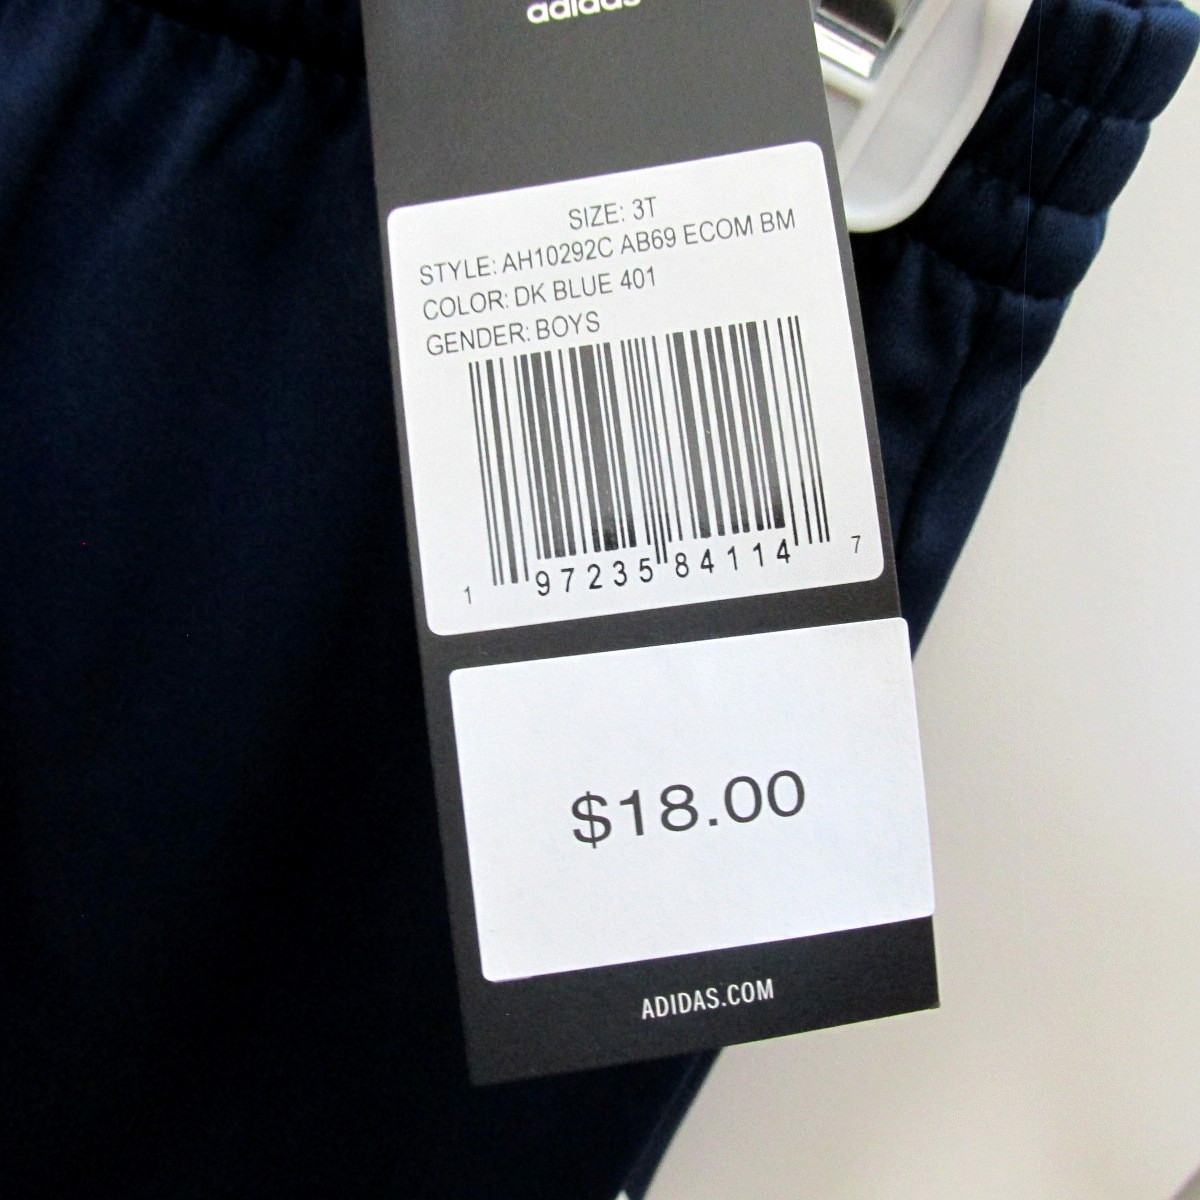 adidas
SIZE: 3T
STYLE: AH10292C AB69 ECOM BM
COLOR: DK BLUE 401
GENDER: BOYS
1 97235 84114 7
$18.00
ADIDAS.COM